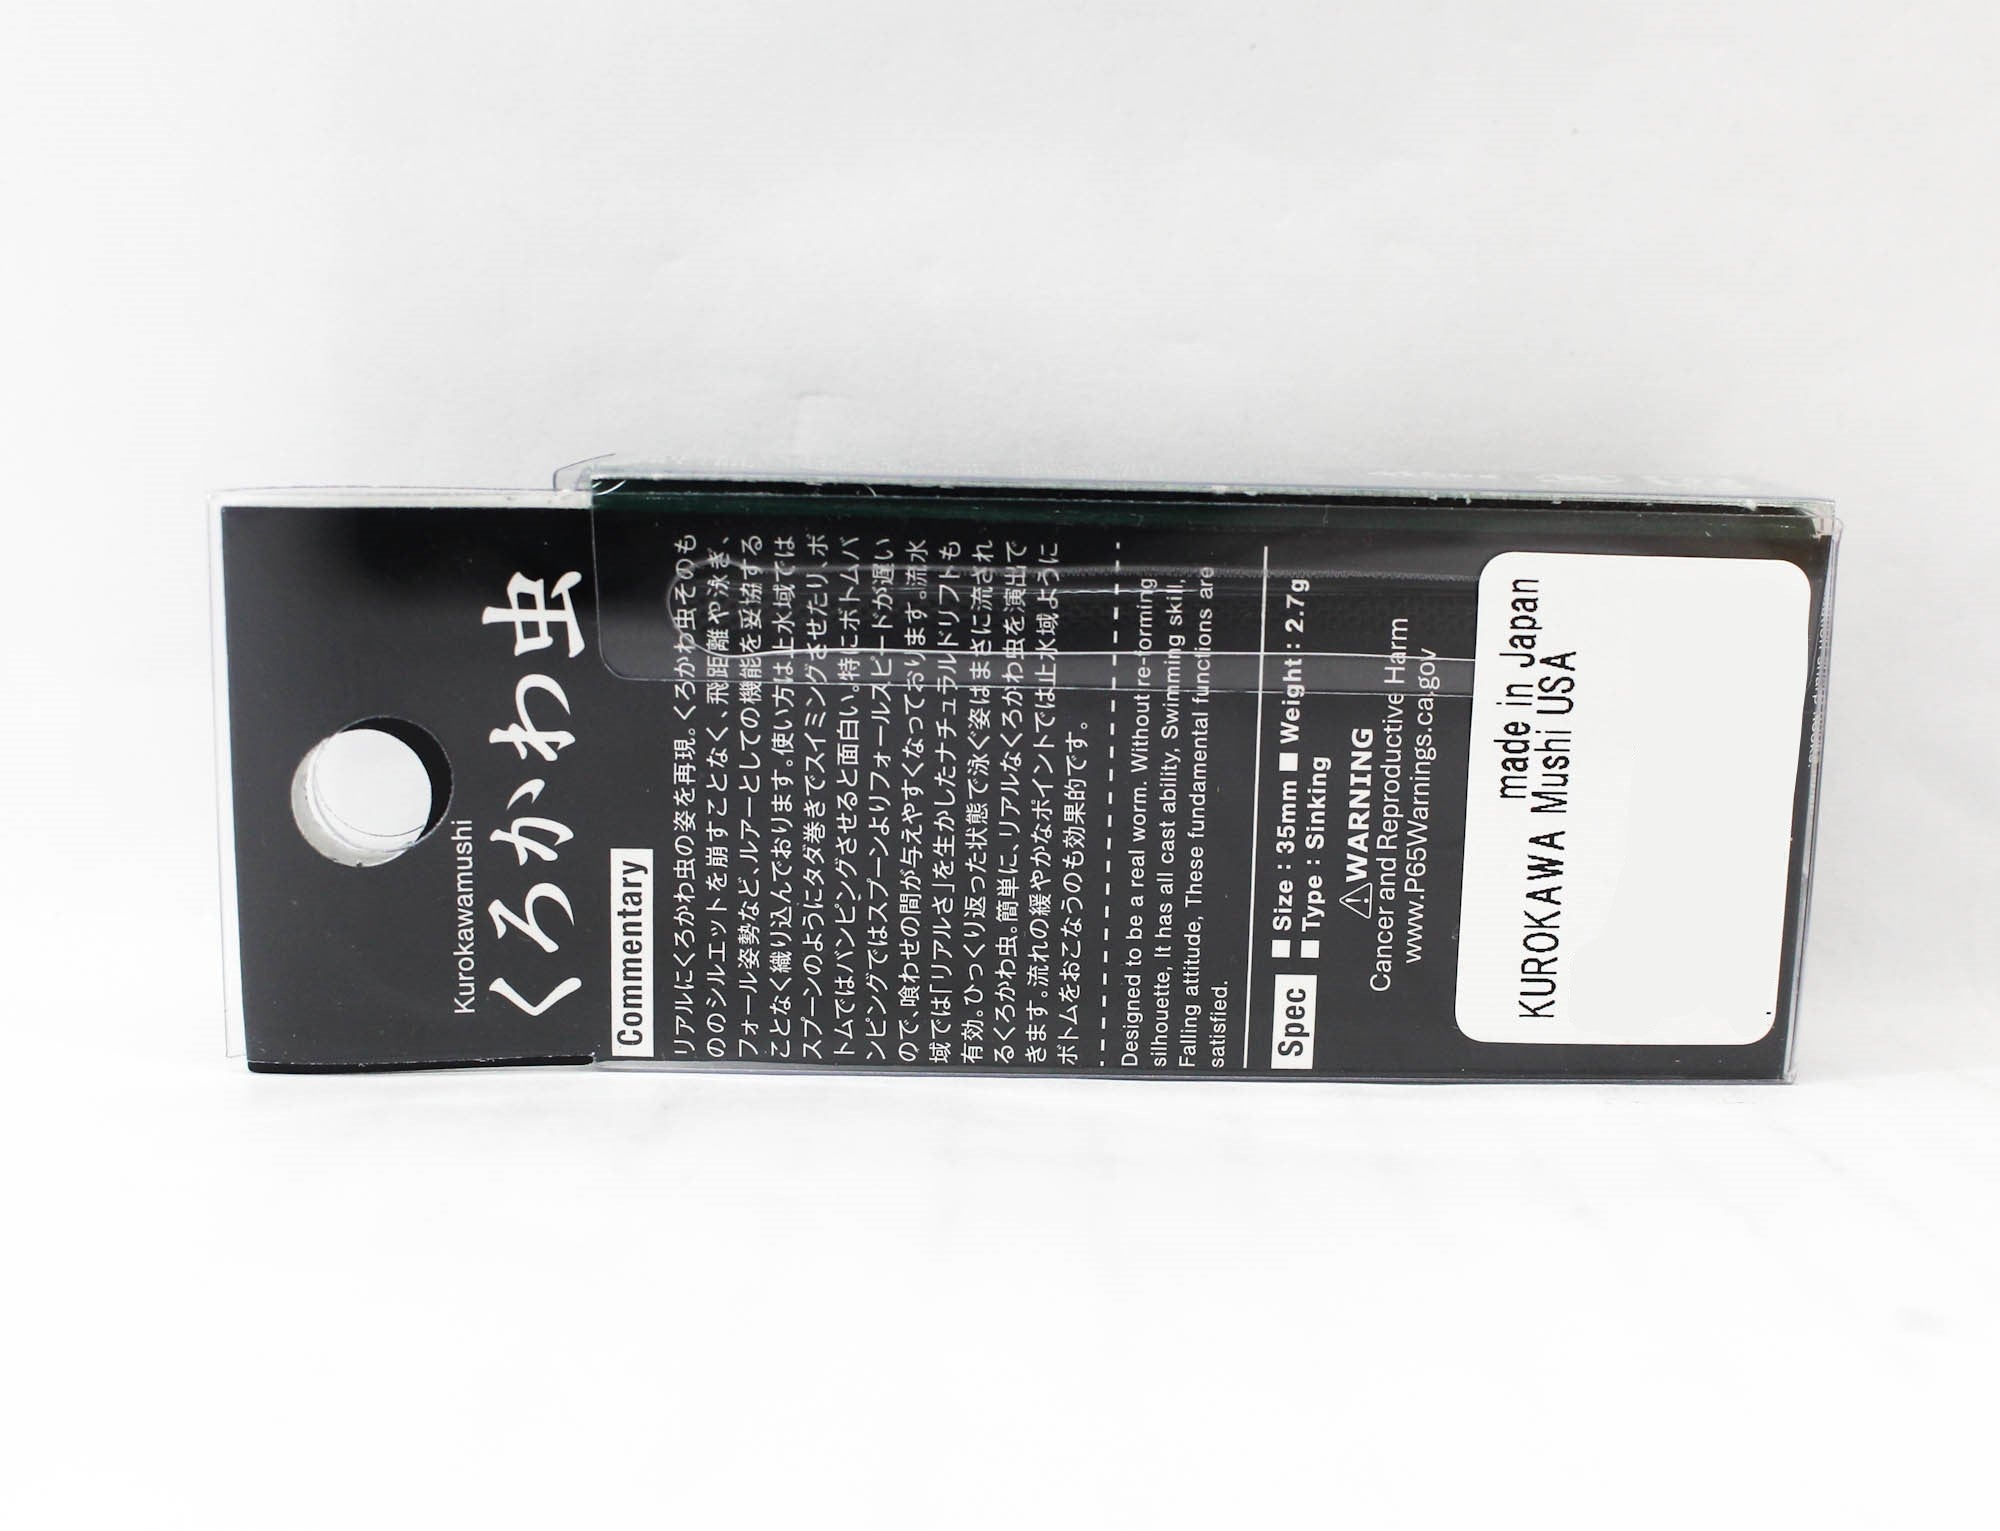 Kurokawamushi
くろかわ虫
Commentary
リアルにくろかわ虫の姿を再現。くろかわ虫そのも
ののシルエットを崩すことなく、飛距離や泳ぎ、
フォール姿勢など、ルアーとしての機能を妥協する
ことなく織り込んでおります。使い方は止水域では
スプーンのようにタダ巻きでスイミングさせたり、ボ
トムではバンピングさせると面白い。特にボトムバ
ンピングではスプーンよりフォールスピードが遅い
ので、喰わせの間が与えやすくなっております。流水
域では「リアルさ」を生かしたナチュラルドリフトも
有効。ひっくり返った状態で泳ぐ姿はまさに流され
るくろかわ虫。簡単に、リアルなくろかわ虫を演出で
きます。流れの緩やかなポイントでは止水域ように
ボトムをおこなうのも効果的です。
Designed to be a real worm. Without re-forming
silhouette, It has all cast ability, Swimming skill,
Falling attitude, These fundamental functions are
satisfied.
Spec ■ Size : 35mm ■ Weight : 2.7g
■ Type : Sinking
⚠WARNING
Cancer and Reproductive Harm
www.P65Warnings.ca.gov
made in Japan
KUROKAWA Mushi USA